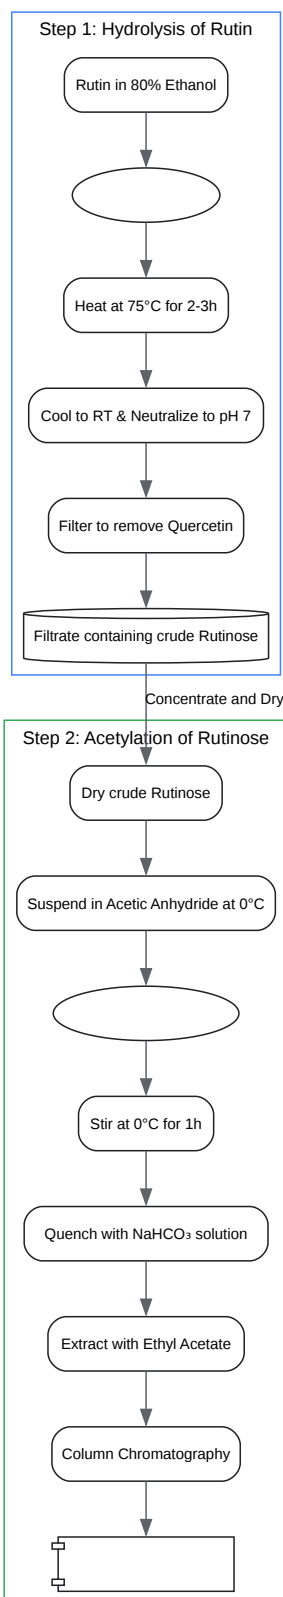 Step 1: Hydrolysis of Rutin
Rutin in 80% Ethanol
Heat at 75°C for 2-3h
Cool to RT & Neutralize to pH 7
Filter to remove Quercetin
Filtrate containing crude Rutinose
Concentrate and Dry
Step 2: Acetylation of Rutinose
Dry crude Rutinose
Suspend in Acetic Anhydride at 0°C
Stir at 0°C for 1h
Quench with NaHCO₃ solution
Extract with Ethyl Acetate
Column Chromatography